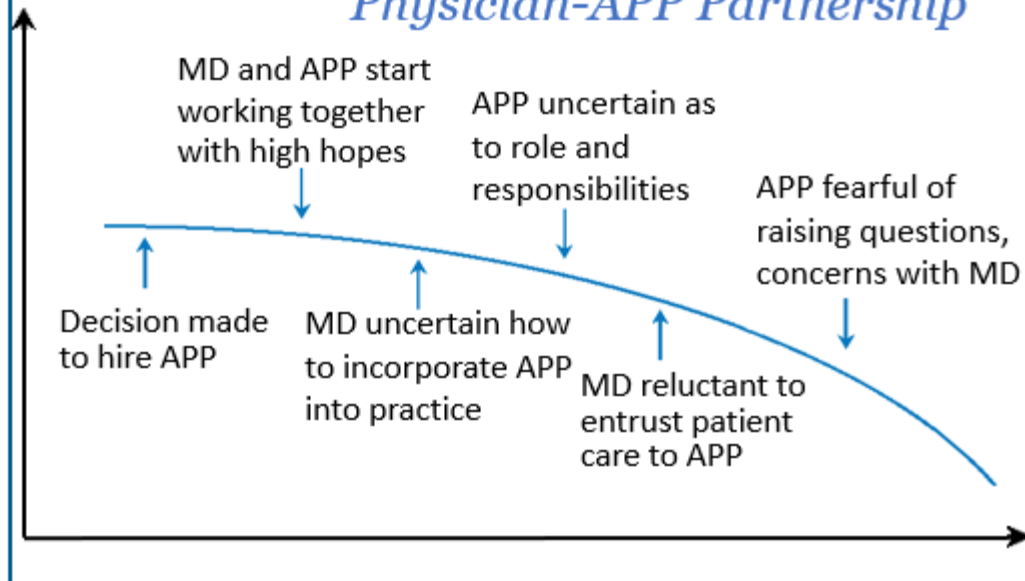 Physician-APP Partnership
MD and APP start
working together
with high hopes
APP uncertain as
to role and
responsibilities
APP fearful of
raising questions,
concerns with MD
Decision made
to hire APP
MD uncertain how
to incorporate APP
into practice
MD reluctant to
entrust patient
care to APP